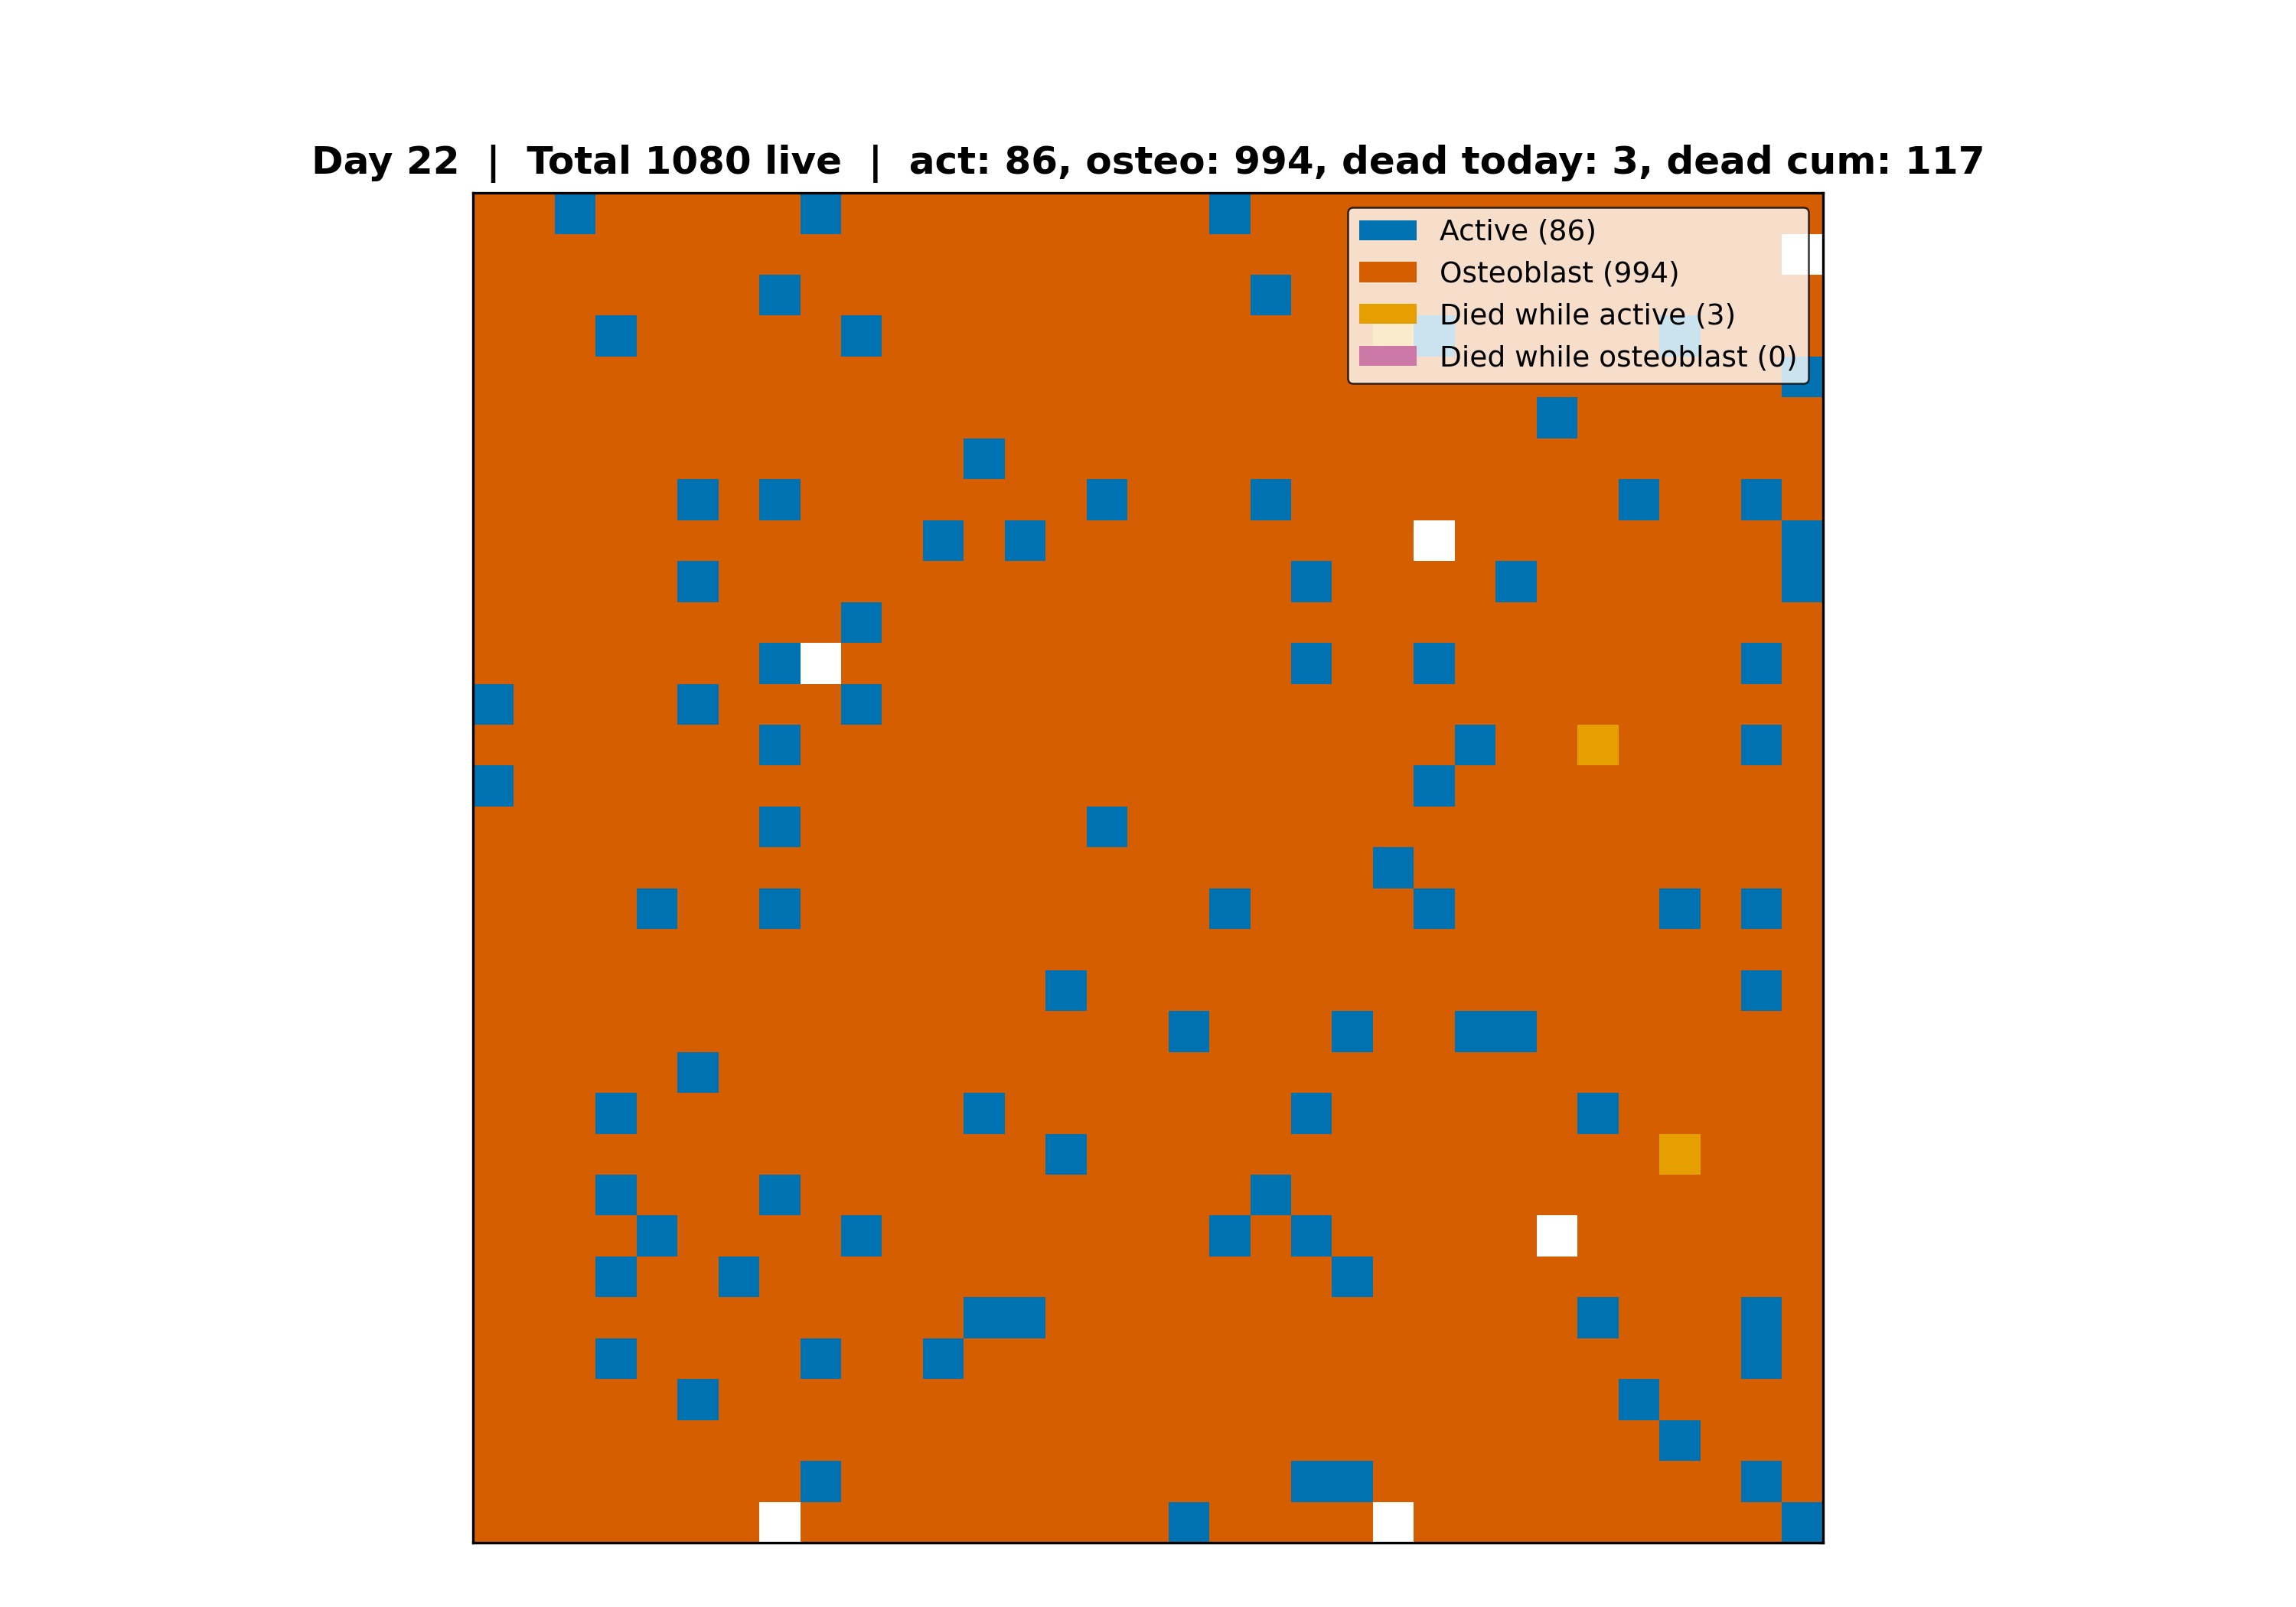 Day 22 | Total 1080 live | act: 86, osteo: 994, dead today: 3, dead cum: 117
Active (86)
Osteoblast (994)
Died while active (3)
Died while osteoblast (0)